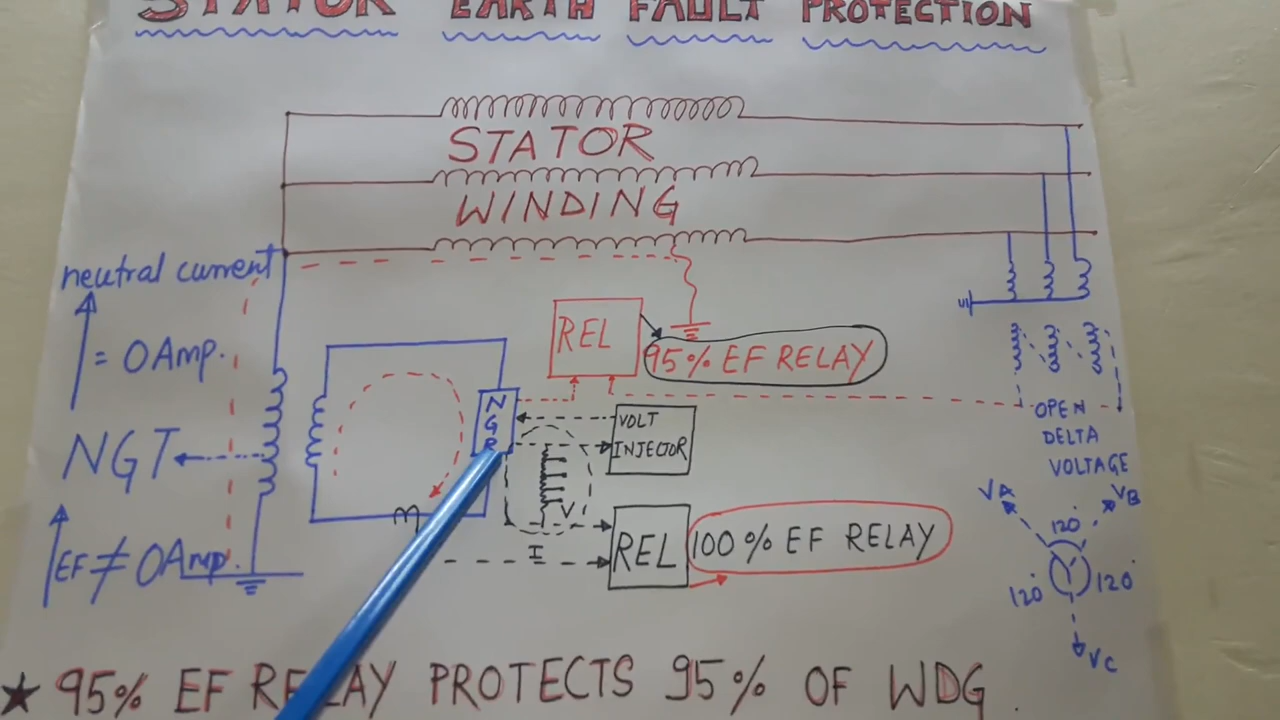 STATOR EARTH FAULT PROTECTION
STATOR
WINDING
neutral current
= 0 Amp.
NGT
EF ≠ 0 Amp.
NGR
REL
95% EF RELAY
VOLT
INJECTOR
V
I
REL
100% EF RELAY
OPEN
DELTA
VOLTAGE
VA
VB
120°
120°
120°
VC
★ 95% EF RELAY PROTECTS 95% OF WDG.